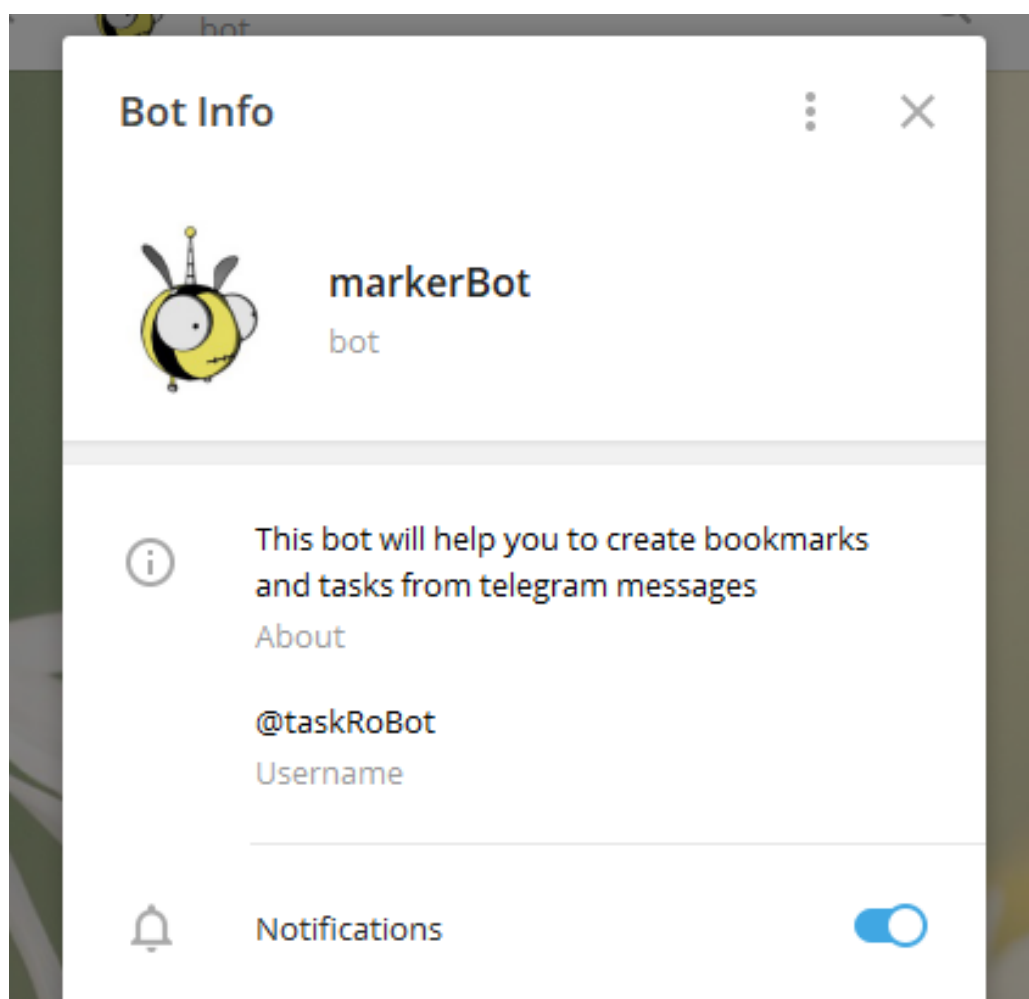 bot
Bot Info
markerBot
bot
This bot will help you to create bookmarks
and tasks from telegram messages
About
@taskRoBot
Username
Notifications